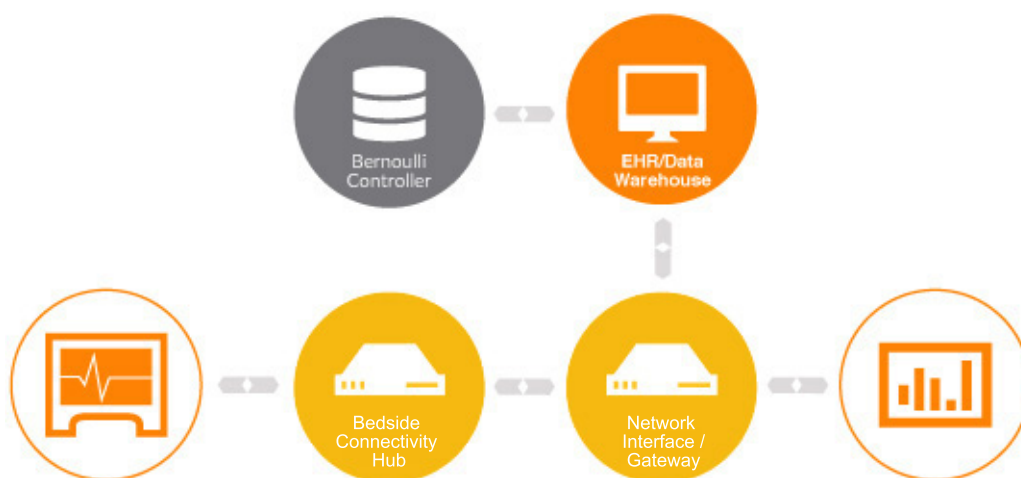 Bernoulli
Controller
EHR/Data
Warehouse
Bedside
Connectivity
Hub
Network
Interface /
Gateway